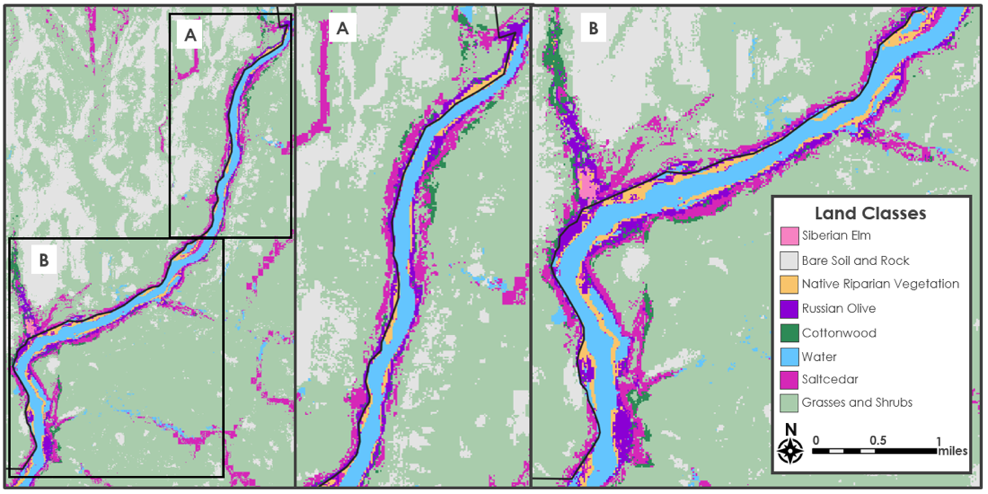 A
B
A
B
Land Classes
Siberian Elm
Bare Soil and Rock
Native Riparian Vegetation
Russian Olive
Cottonwood
Water
Saltcedar
Grasses and Shrubs
N
0 0.5 1
miles